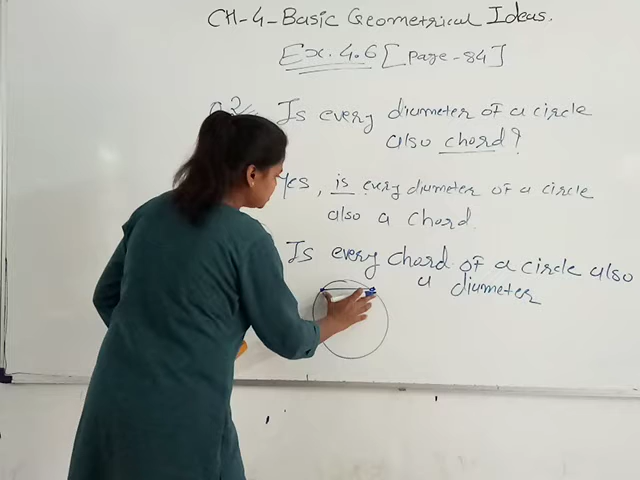 CH-4-Basic Geometrical Ideas.
Ex. 4.6 [Page-84]
Is every diameter of a circle
also chord?
Yes, is every diameter of a circle
also a chord.
Is every chord of a circle also
a diameter